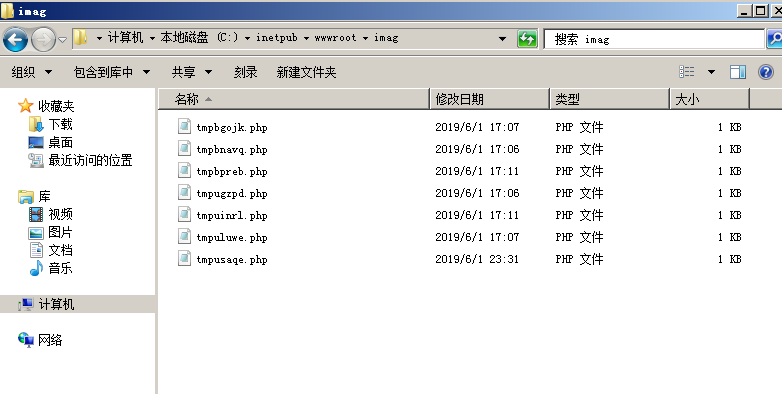 imag
计算机 本地磁盘 (C:) inetpub wwwroot imag 搜索 imag
组织 包含到库中 共享 刻录 新建文件夹
收藏夹
下载
桌面
最近访问的位置
库
视频
图片
文档
音乐
计算机
网络
名称 修改日期 类型 大小
tmpbgojk.php 2019/6/1 17:07 PHP 文件 1 KB
tmpbnavq.php 2019/6/1 17:06 PHP 文件 1 KB
tmpbpreb.php 2019/6/1 17:11 PHP 文件 1 KB
tmpugzpd.php 2019/6/1 17:06 PHP 文件 1 KB
tmpuinrl.php 2019/6/1 17:11 PHP 文件 1 KB
tmpuluwe.php 2019/6/1 17:07 PHP 文件 1 KB
tmpusaqe.php 2019/6/1 23:31 PHP 文件 1 KB